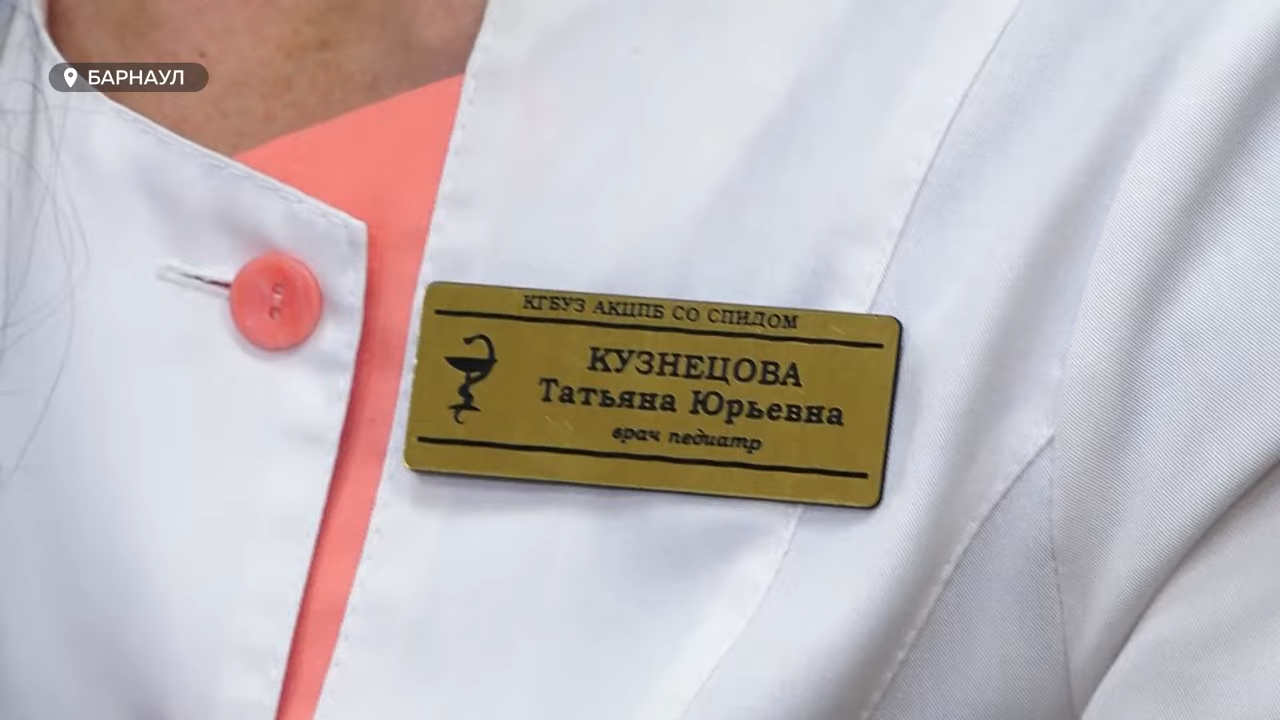 БАРНАУЛ
КГБУЗ АКЦПБ СО СПИДОМ
КУЗНЕЦОВА
Татьяна Юрьевна
врач педиатр